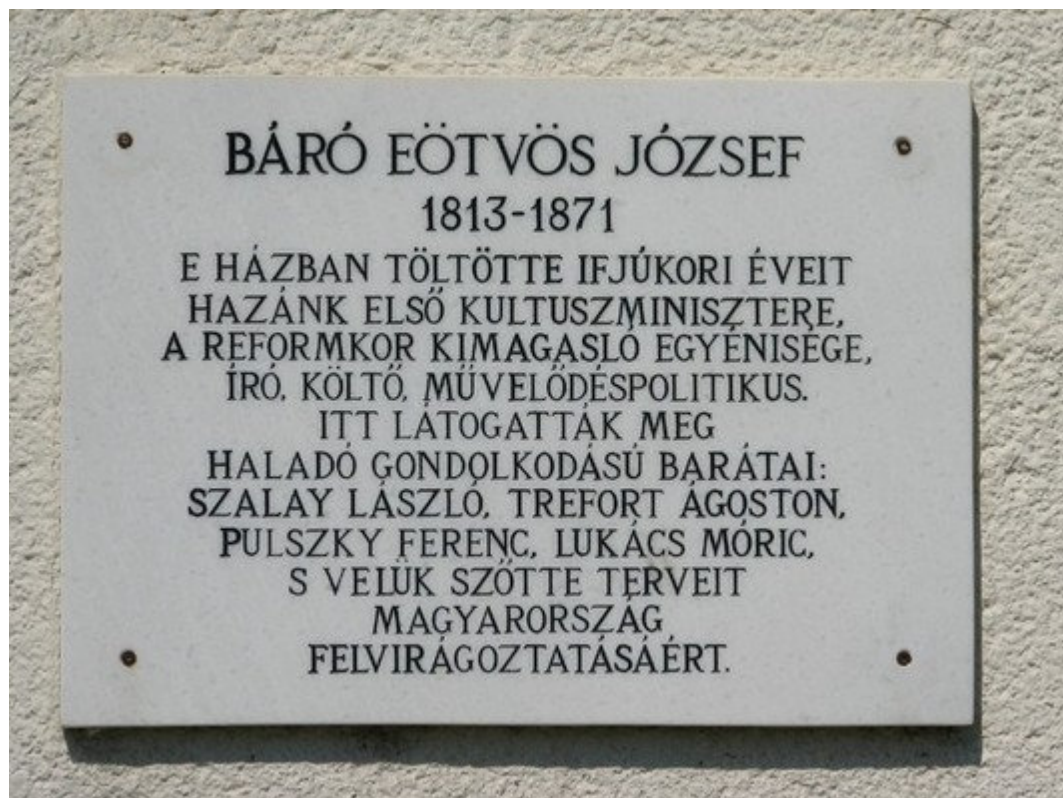 BÁRÓ EÖTVÖS JÓZSEF
1813-1871
E HÁZBAN TÖLTÖTTE IFJÚKORI ÉVEIT
HAZÁNK ELSŐ KULTUSZMINISZTERE,
A REFORMKOR KIMAGASLÓ EGYÉNISÉGE,
ÍRÓ, KÖLTŐ, MŰVELŐDÉSPOLITIKUS.
ITT LÁTOGATTÁK MEG
HALADÓ GONDOLKODÁSÚ BARÁTAI:
SZALAY LÁSZLÓ, TREFORT ÁGOSTON,
PULSZKY FERENC, LUKÁCS MÓRIC,
S VELÜK SZŐTTE TERVEIT
MAGYARORSZÁG
FELVIRÁGOZTATÁSÁÉRT.